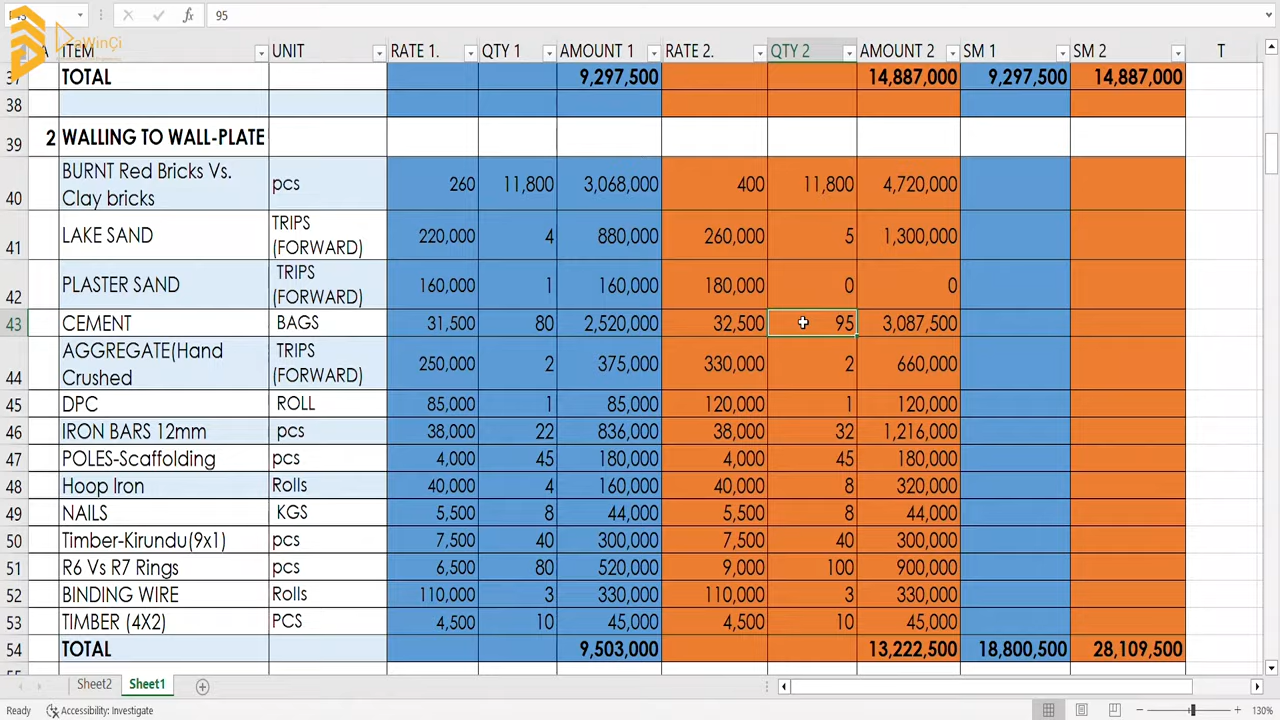 95
aWinÇi
A ITEM UNIT RATE 1. QTY 1 AMOUNT 1 RATE 2. QTY 2 AMOUNT 2 SM 1 SM 2 T
37 TOTAL 9,297,500 14,887,000 9,297,500 14,887,000
38
39 2 WALLING TO WALL-PLATE
40 BURNT Red Bricks Vs. Clay bricks pcs 260 11,800 3,068,000 400 11,800 4,720,000
41 LAKE SAND TRIPS (FORWARD) 220,000 4 880,000 260,000 5 1,300,000
42 PLASTER SAND TRIPS (FORWARD) 160,000 1 160,000 180,000 0 0
43 CEMENT BAGS 31,500 80 2,520,000 32,500 95 3,087,500
44 AGGREGATE(Hand Crushed TRIPS (FORWARD) 250,000 2 375,000 330,000 2 660,000
45 DPC ROLL 85,000 1 85,000 120,000 1 120,000
46 IRON BARS 12mm pcs 38,000 22 836,000 38,000 32 1,216,000
47 POLES-Scaffolding pcs 4,000 45 180,000 4,000 45 180,000
48 Hoop Iron Rolls 40,000 4 160,000 40,000 8 320,000
49 NAILS KGS 5,500 8 44,000 5,500 8 44,000
50 Timber-Kirundu(9x1) pcs 7,500 40 300,000 7,500 40 300,000
51 R6 Vs R7 Rings pcs 6,500 80 520,000 9,000 100 900,000
52 BINDING WIRE Rolls 110,000 3 330,000 110,000 3 330,000
53 TIMBER (4X2) PCS 4,500 10 45,000 4,500 10 45,000
54 TOTAL 9,503,000 13,222,500 18,800,500 28,109,500
Sheet2 Sheet1
Ready Accessibility: Investigate 130%